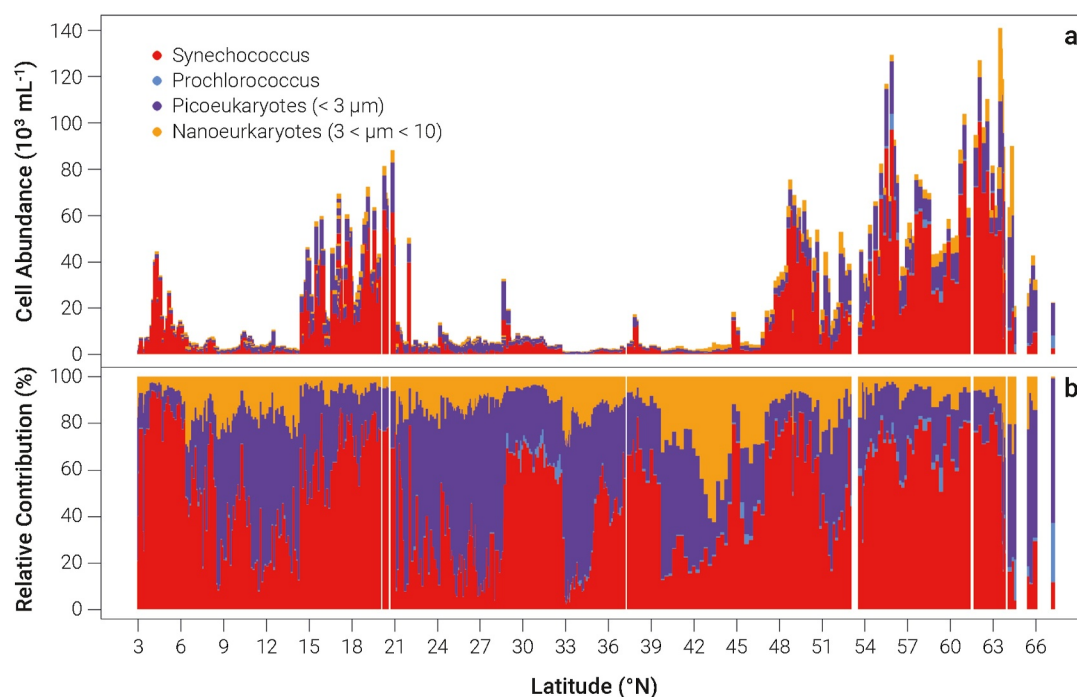 a
140
120
100
80
60
40
20
0
Cell Abundance (10³ mL⁻¹)
Synechococcus
Prochlorococcus
Picoeukaryotes (< 3 μm)
Nanoeurkaryotes (3 < μm < 10)
b
100
80
60
40
20
0
Relative Contribution (%)
3 6 9 12 15 18 21 24 27 30 33 36 39 42 45 48 51 54 57 60 63 66
Latitude (°N)